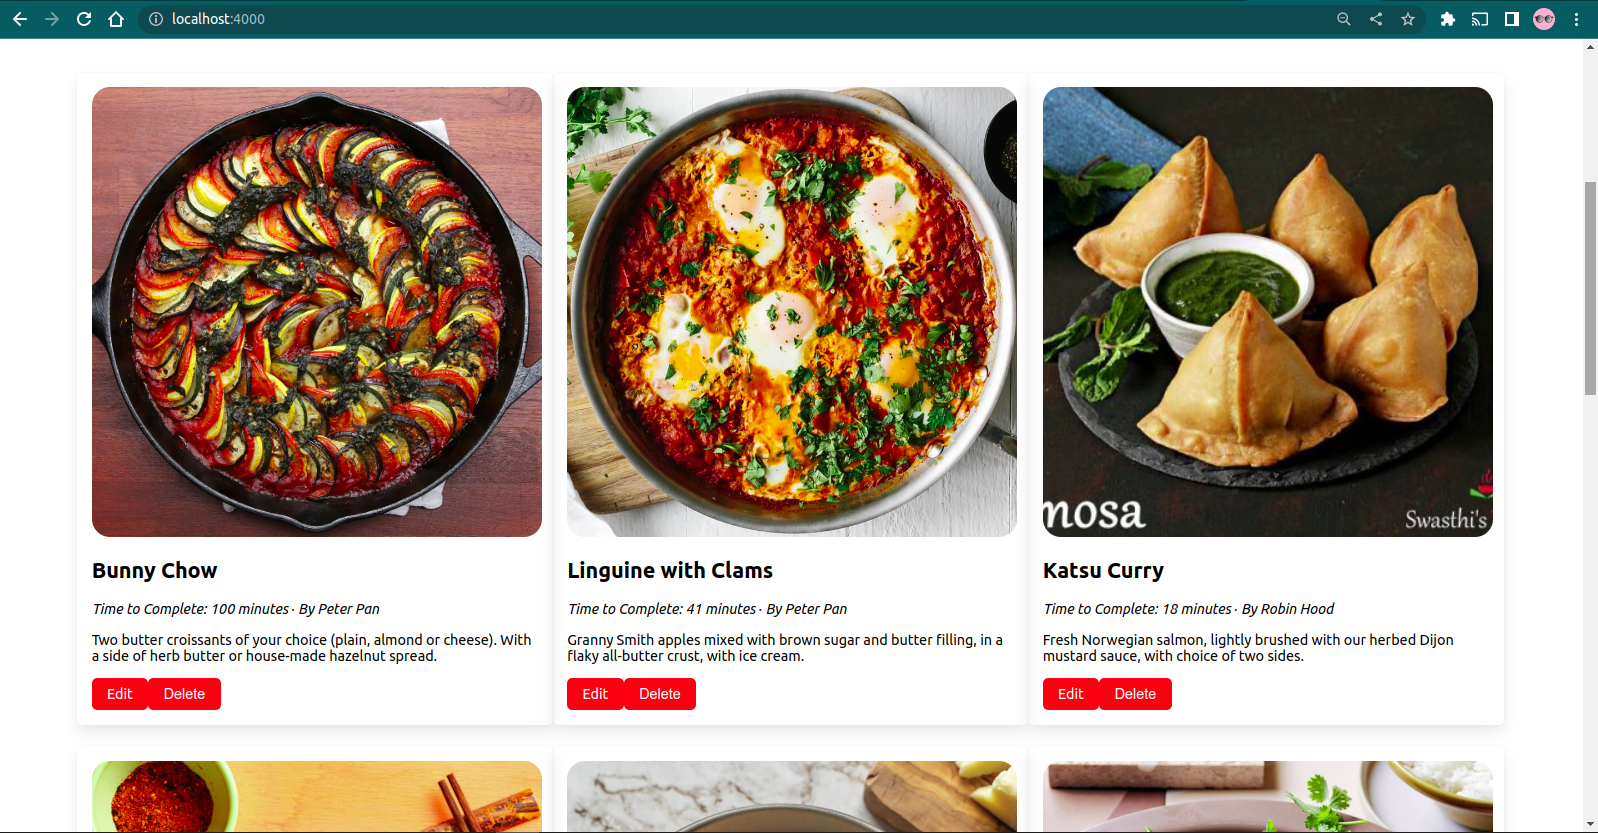 localhost:4000
mosa
Swasthi's
Bunny Chow
Time to Complete: 100 minutes · By Peter Pan
Two butter croissants of your choice (plain, almond or cheese). With
a side of herb butter or house-made hazelnut spread.
Edit Delete
Linguine with Clams
Time to Complete: 41 minutes · By Peter Pan
Granny Smith apples mixed with brown sugar and butter filling, in a
flaky all-butter crust, with ice cream.
Edit Delete
Katsu Curry
Time to Complete: 18 minutes · By Robin Hood
Fresh Norwegian salmon, lightly brushed with our herbed Dijon
mustard sauce, with choice of two sides.
Edit Delete